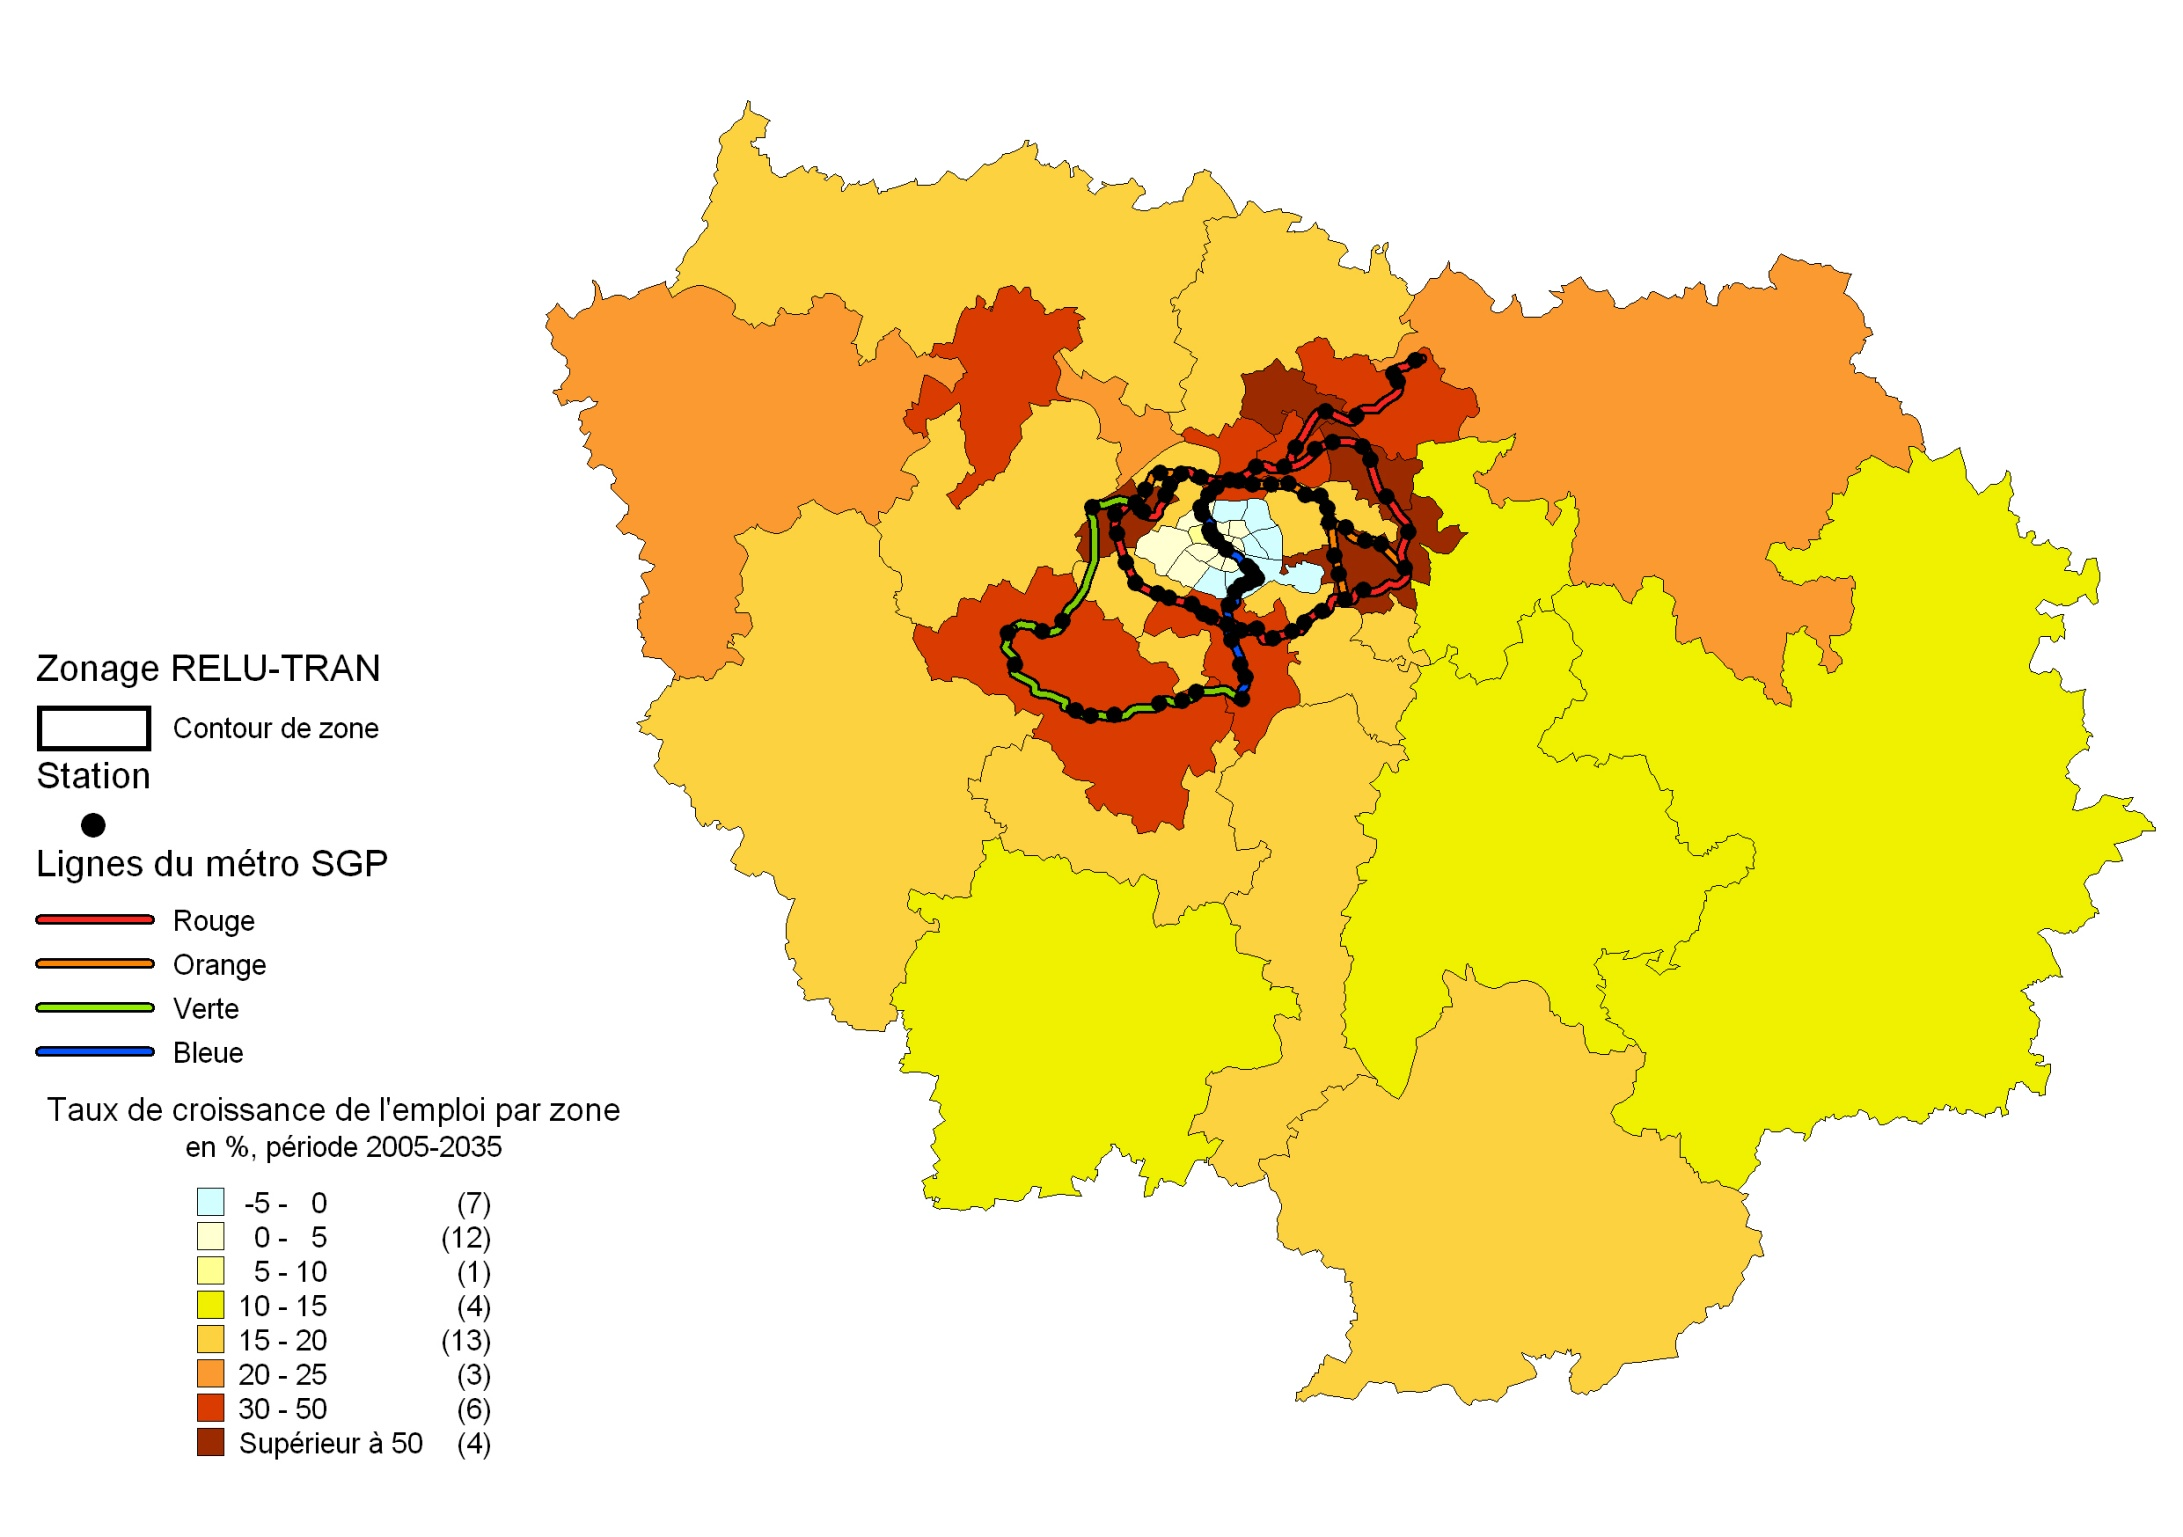 Zonage RELU-TRAN
Contour de zone
Station
Lignes du métro SGP
Rouge
Orange
Verte
Bleue
Taux de croissance de l'emploi par zone
en %, période 2005-2035
-5 - 0 (7)
0 - 5 (12)
5 - 10 (1)
10 - 15 (4)
15 - 20 (13)
20 - 25 (3)
30 - 50 (6)
Supérieur à 50 (4)